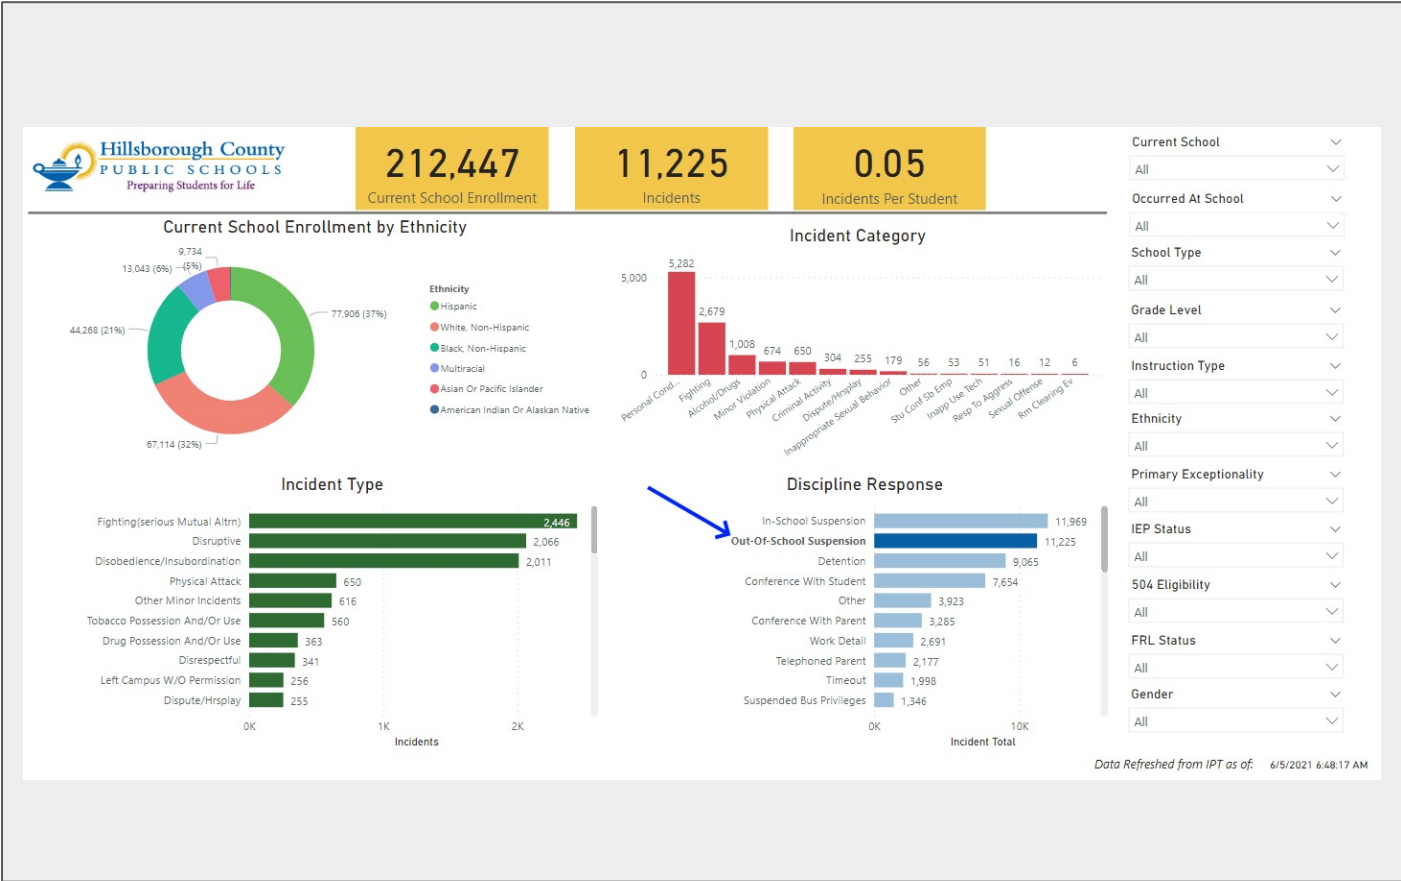 Hillsborough County
PUBLIC SCHOOLS
Preparing Students for Life
212,447
Current School Enrollment
11,225
Incidents
0.05
Incidents Per Student
Current School Enrollment by Ethnicity
9,734
(5%)
13,043 (6%)
77,906 (37%)
44,268 (21%)
67,114 (32%)
Ethnicity
Hispanic
White, Non-Hispanic
Black, Non-Hispanic
Multiracial
Asian Or Pacific Islander
American Indian Or Alaskan Native
Incident Category
5,000
0
5,282
2,679
1,008
674
650
304
255
179
56
53
51
16
12
6
Personal Cond...
Fighting
Alcohol/Drugs
Minor Violation
Physical Attack
Criminal Activity
Dispute/Hrsplay
Inappropriate Sexual Behavior
Other
Stu Conf Sb Emp
Inapp Use Tech
Resp To Aggress
Sexual Offense
Rm Clearing Ev
Incident Type
Fighting(serious Mutual Altrn) 2,446
Disruptive 2,066
Disobedience/Insubordination 2,011
Physical Attack 650
Other Minor Incidents 616
Tobacco Possession And/Or Use 560
Drug Possession And/Or Use 363
Disrespectful 341
Left Campus W/O Permission 256
Dispute/Hrsplay 255
0K 1K 2K
Incidents
Discipline Response
In-School Suspension 11,969
Out-Of-School Suspension 11,225
Detention 9,065
Conference With Student 7,654
Other 3,923
Conference With Parent 3,285
Work Detail 2,691
Telephoned Parent 2,177
Timeout 1,998
Suspended Bus Privileges 1,346
0K 10K
Incident Total
Current School
All
Occurred At School
All
School Type
All
Grade Level
All
Instruction Type
All
Ethnicity
All
Primary Exceptionality
All
IEP Status
All
504 Eligibility
All
FRL Status
All
Gender
All
Data Refreshed from IPT as of: 6/5/2021 6:48:17 AM